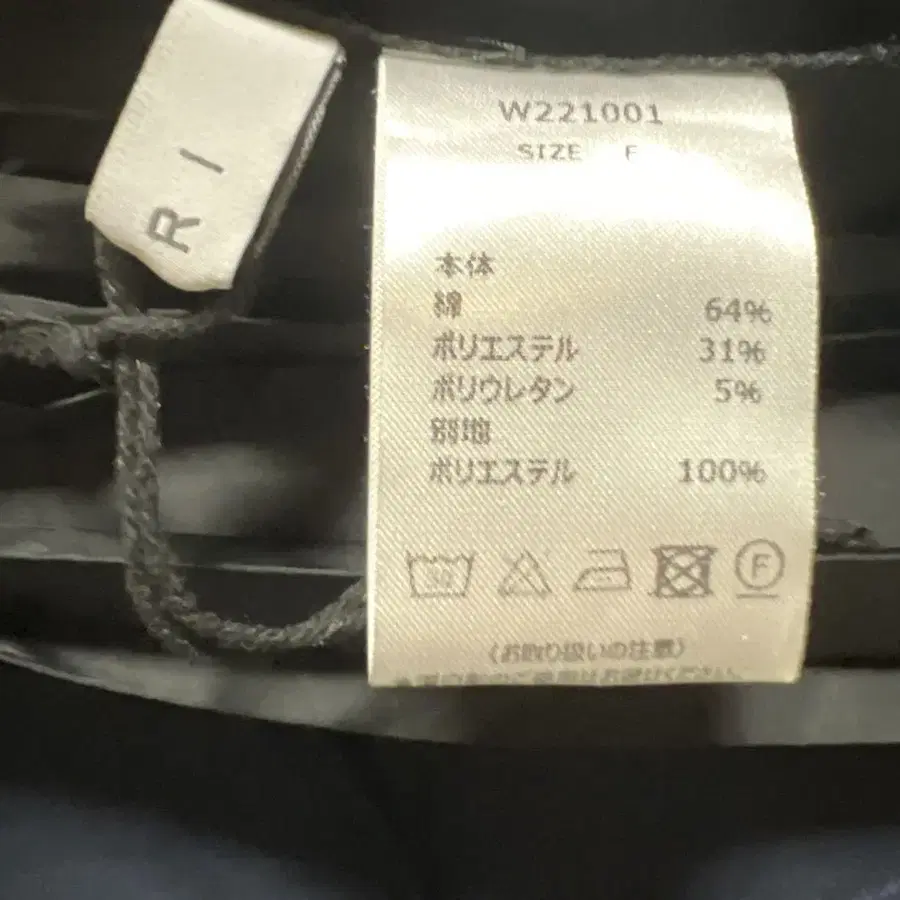 R I
W221001
SIZE F
本体
綿 64%
ポリエステル 31%
ポリウレタン 5%
別地
ポリエステル 100%
30
F
(お取り扱いの注意)